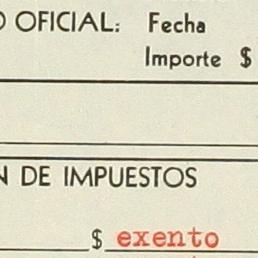 OFICIAL: Fecha
Importe $
DE IMPUESTOS
$ exento